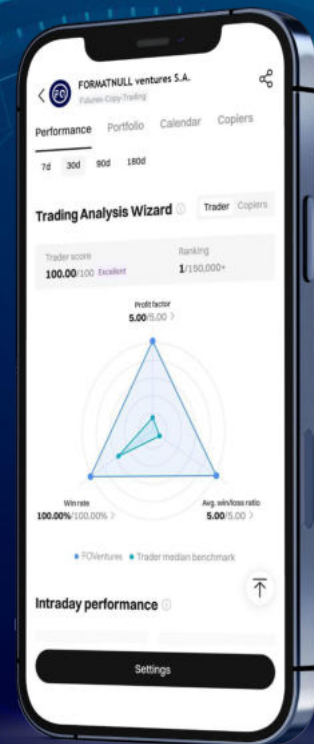 FORMATNULL ventures S.A.
Futures Copy-Trading
Performance Portfolio Calendar Copiers
7d 30d 90d 180d
Trading Analysis Wizard Trader Copiers
Trader score Ranking
100.00/100 Excellent 1/150,000+
Profit factor
5.00/5.00 >
Win rate Avg. win/loss ratio
100.00%/100.00% > 5.00/5.00 >
FOVentures Trader median benchmark
Intraday performance
Settings